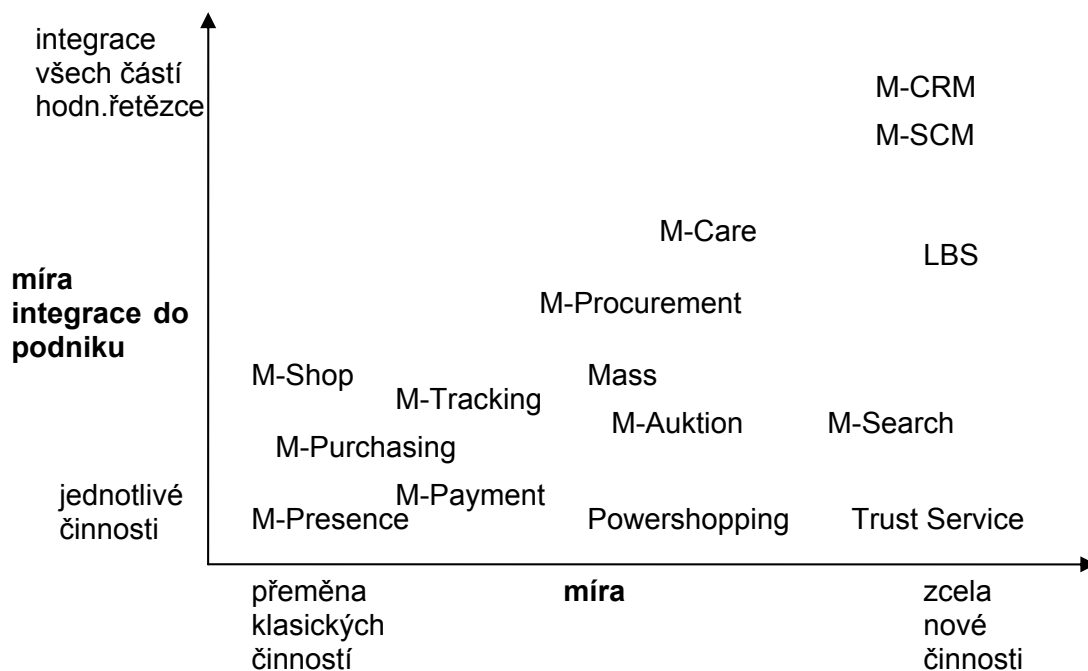 integrace
všech částí
hodn.řetězce
M-CRM
M-SCM
M-Care
LBS
míra
integrace do
podniku
M-Procurement
M-Shop
Mass
M-Tracking
M-Auktion
M-Search
M-Purchasing
jednotlivé
činnosti
M-Payment
M-Presence
Powershopping
Trust Service
přeměna
klasických
činností
míra
zcela
nové
činnosti